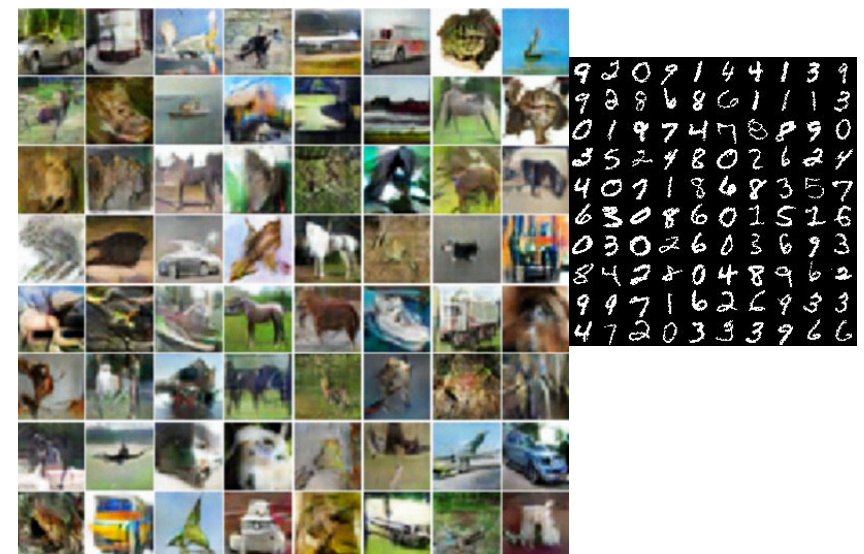 9 2 0 9 1 4 4 1 3 9
9 2 8 6 8 6 1 1 1 3
0 1 9 7 4 7 8 8 9 0
3 5 2 4 8 0 2 6 2 4
4 0 7 1 8 6 8 3 5 7
6 3 0 8 6 0 1 5 1 6
0 3 0 2 6 0 3 6 9 3
8 4 2 8 0 4 8 9 6 2
9 9 7 1 6 2 6 9 3 3
4 7 2 0 3 3 3 9 6 6